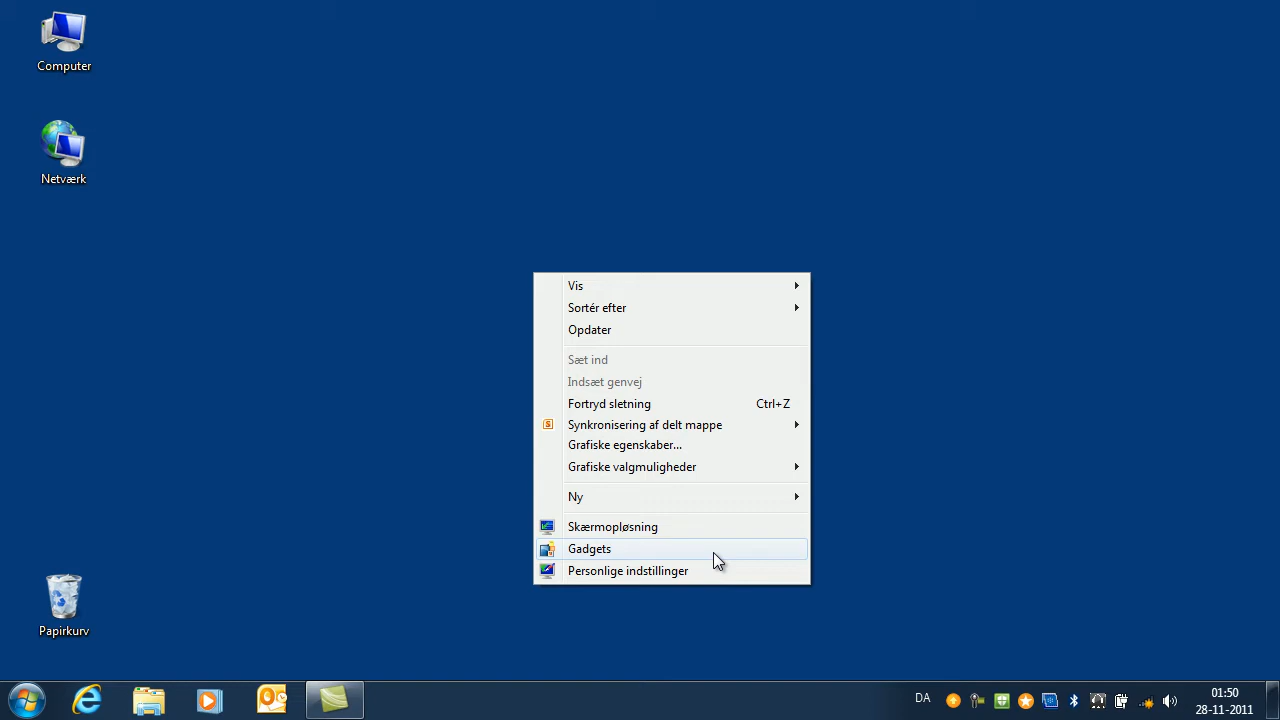 Computer
Netværk
Vis
Sortér efter
Opdater
Sæt ind
Indsæt genvej
Fortryd sletning Ctrl+Z
Synkronisering af delt mappe
Grafiske egenskaber...
Grafiske valgmuligheder
Ny
Skærmopløsning
Gadgets
Personlige indstillinger
Papirkurv
DA
01:50
28-11-2011